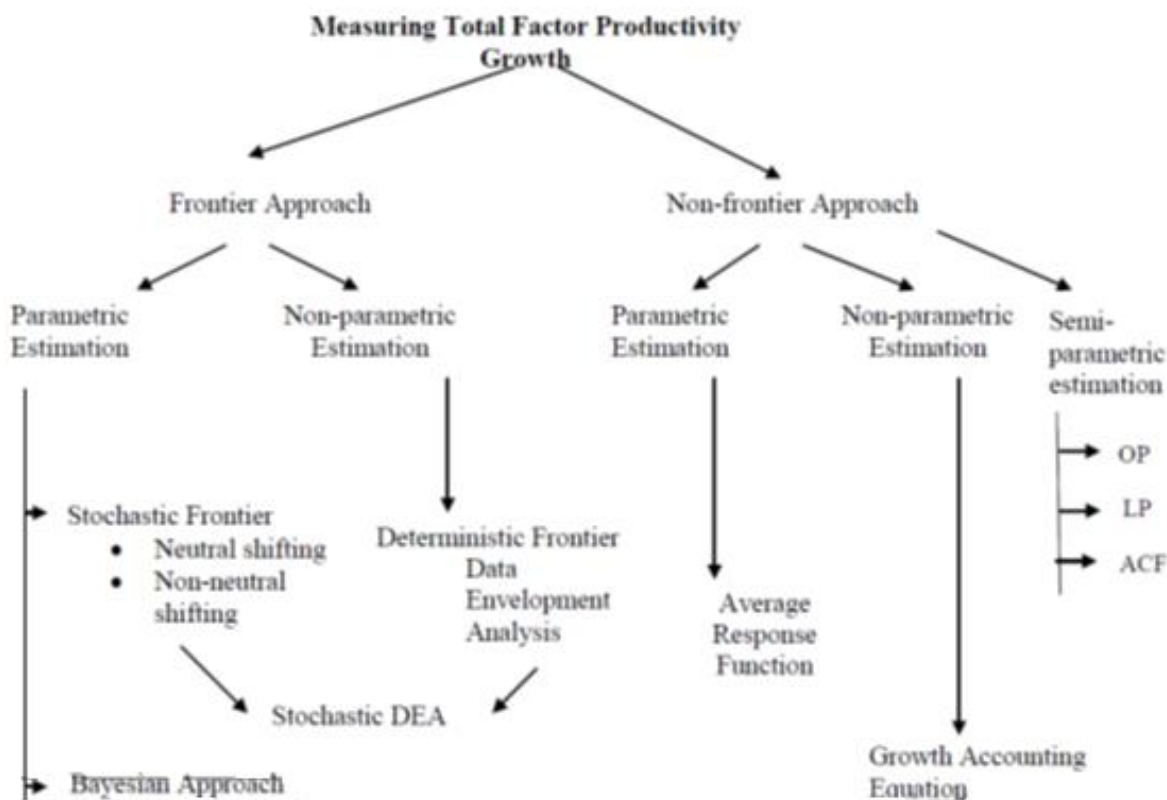 Measuring Total Factor Productivity
Growth
Frontier Approach
Non-frontier Approach
Parametric
Estimation
Non-parametric
Estimation
Parametric
Estimation
Non-parametric
Estimation
Semi-
parametric
estimation
OP
LP
ACF
Stochastic Frontier
• Neutral shifting
• Non-neutral
shifting
Deterministic Frontier
Data
Envelopment
Analysis
Average
Response
Function
Stochastic DEA
Bayesian Approach
Growth Accounting
Equation